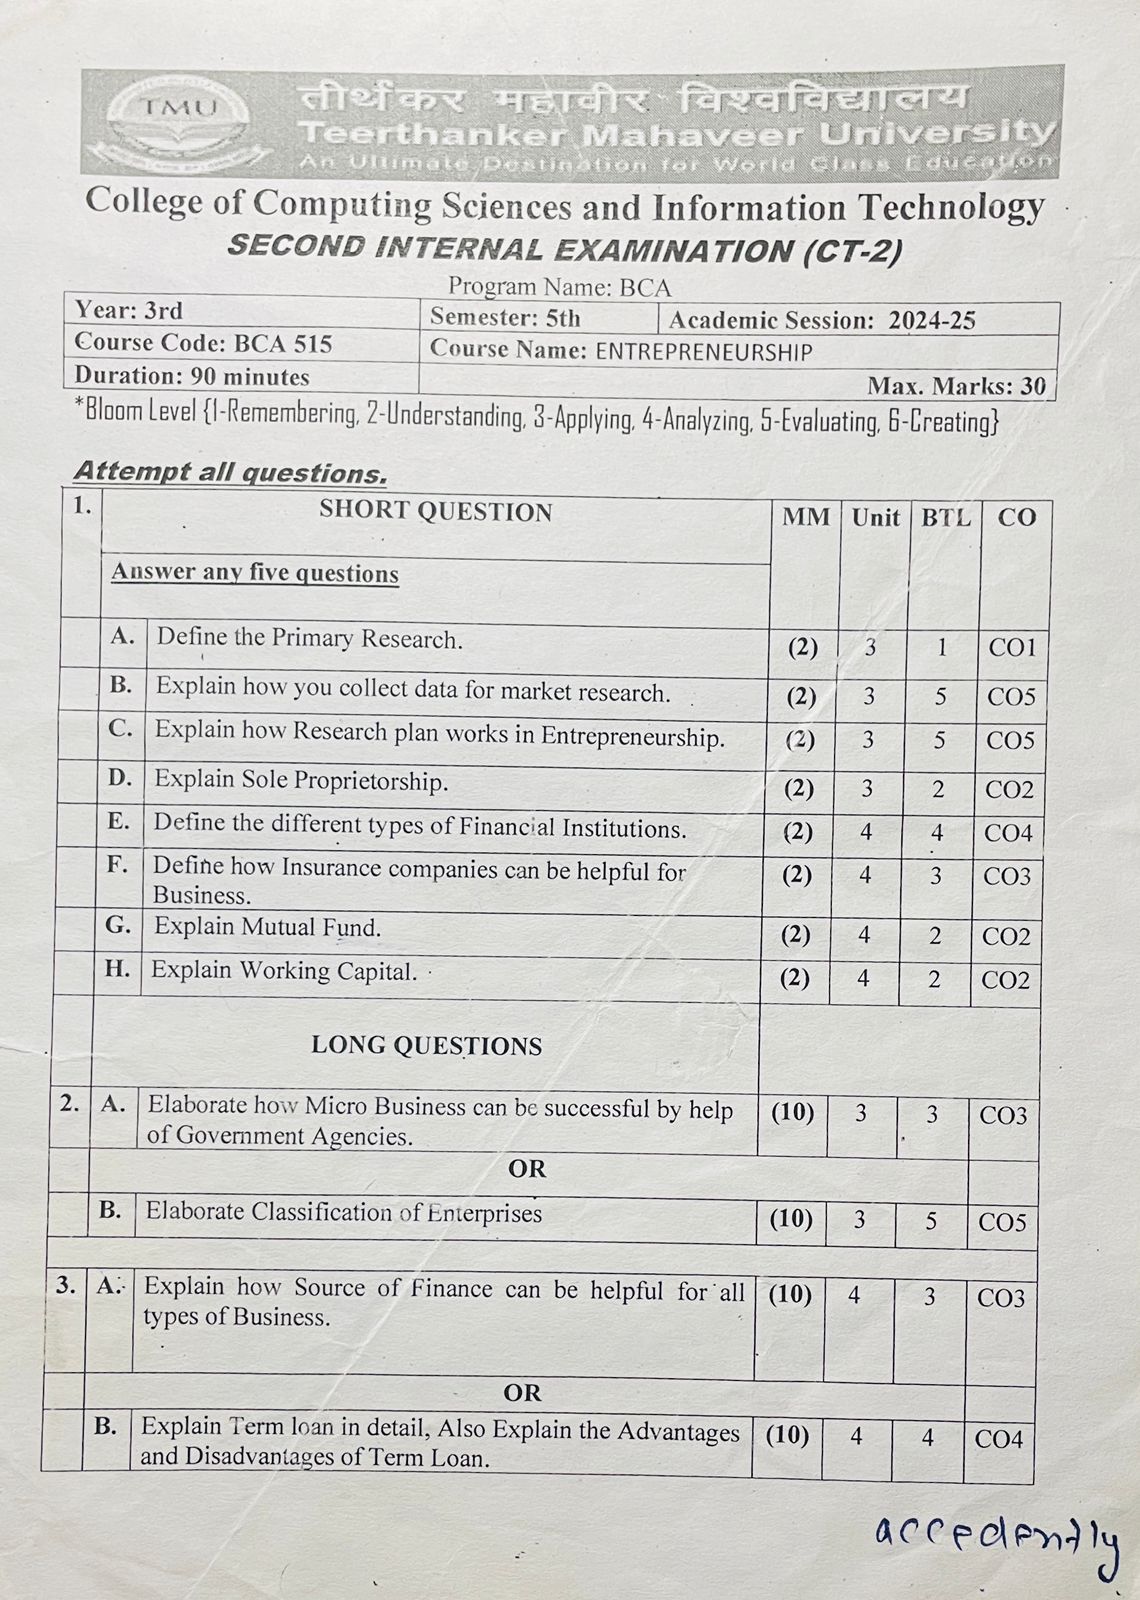 TMU
तीर्थंकर महावीर विश्वविद्यालय
Teerthanker Mahaveer University
An Ultimate Destination for World Class Education
College of Computing Sciences and Information Technology
SECOND INTERNAL EXAMINATION (CT-2)
Program Name: BCA
Year: 3rd Semester: 5th Academic Session: 2024-25
Course Code: BCA 515 Course Name: ENTREPRENEURSHIP
Duration: 90 minutes Max. Marks: 30
*Bloom Level {1-Remembering, 2-Understanding, 3-Applying, 4-Analyzing, 5-Evaluating, 6-Creating}
Attempt all questions.
1. SHORT QUESTION MM Unit BTL CO
Answer any five questions
A. Define the Primary Research. (2) 3 1 CO1
B. Explain how you collect data for market research. (2) 3 5 CO5
C. Explain how Research plan works in Entrepreneurship. (2) 3 5 CO5
D. Explain Sole Proprietorship. (2) 3 2 CO2
E. Define the different types of Financial Institutions. (2) 4 4 CO4
F. Define how Insurance companies can be helpful for (2) 4 3 CO3
Business.
G. Explain Mutual Fund. (2) 4 2 CO2
H. Explain Working Capital. (2) 4 2 CO2
LONG QUESTIONS
2. A. Elaborate how Micro Business can be successful by help (10) 3 3 CO3
of Government Agencies.
OR
B. Elaborate Classification of Enterprises (10) 3 5 CO5
3. A. Explain how Source of Finance can be helpful for all (10) 4 3 CO3
types of Business.
OR
B. Explain Term loan in detail, Also Explain the Advantages (10) 4 4 CO4
and Disadvantages of Term Loan.
accedently